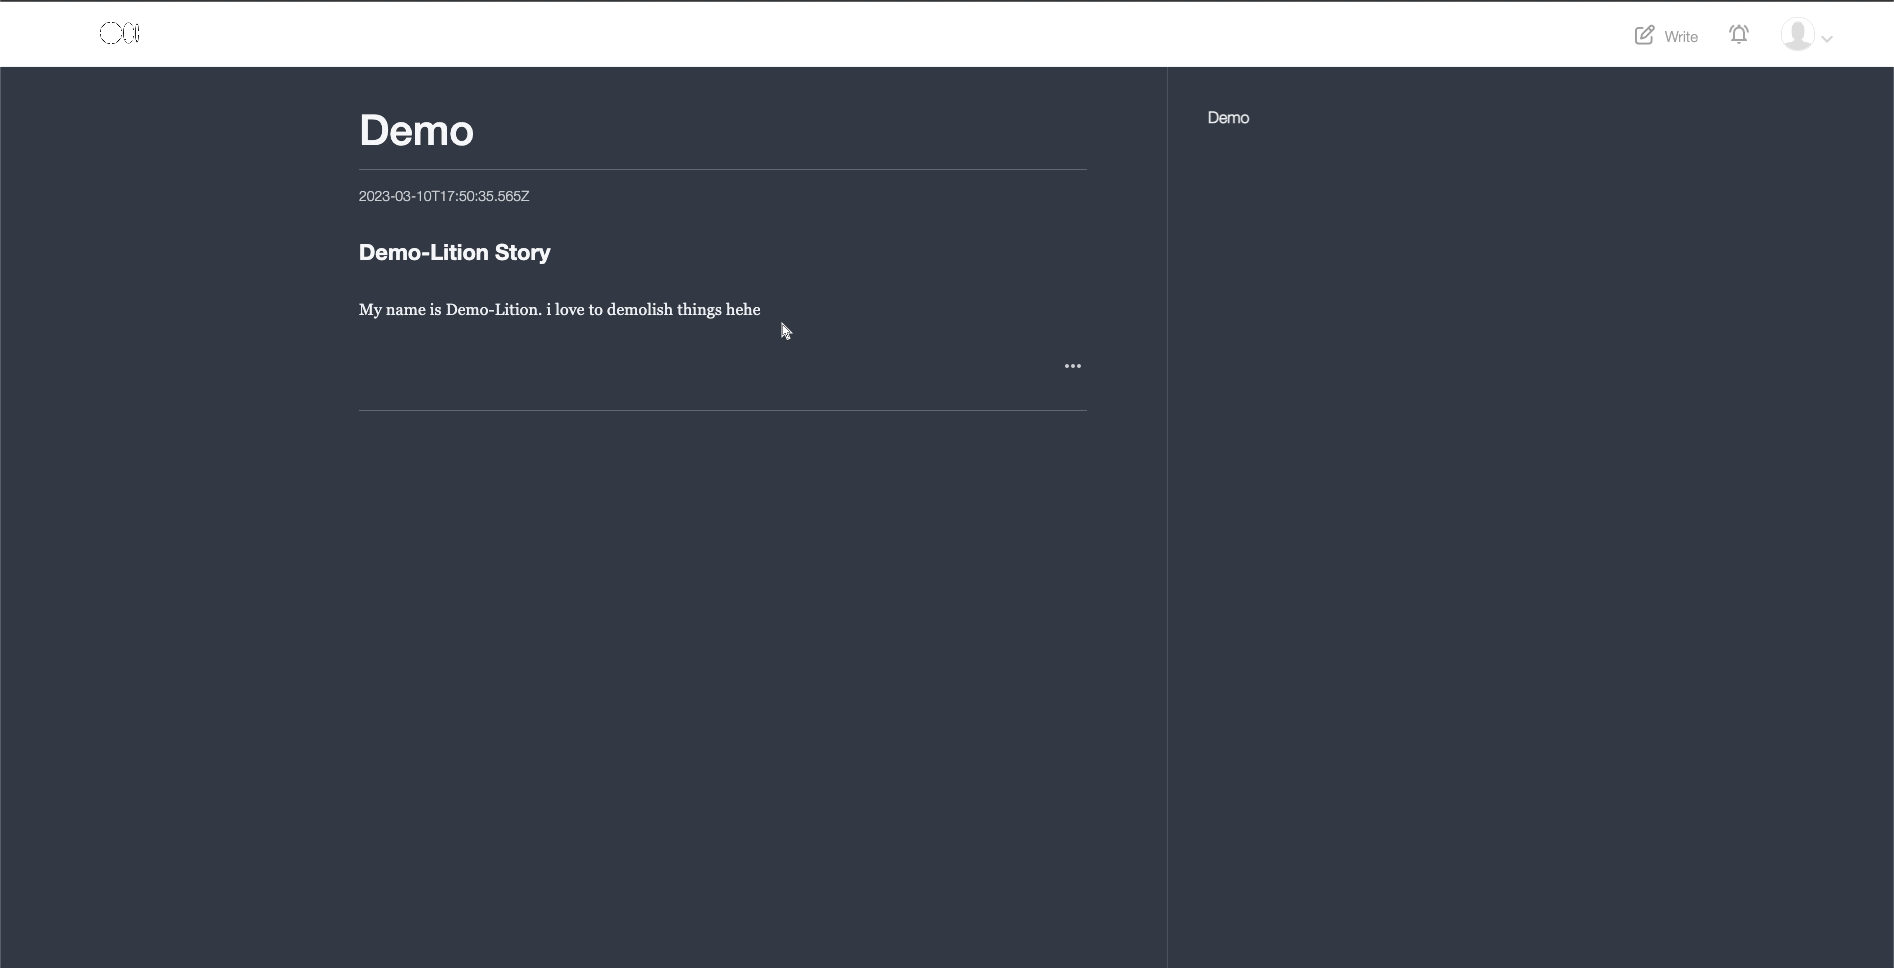 Write
Demo
2023-03-10T17:50:35.565Z
Demo-Lition Story
My name is Demo-Lition. i love to demolish things hehe
Demo